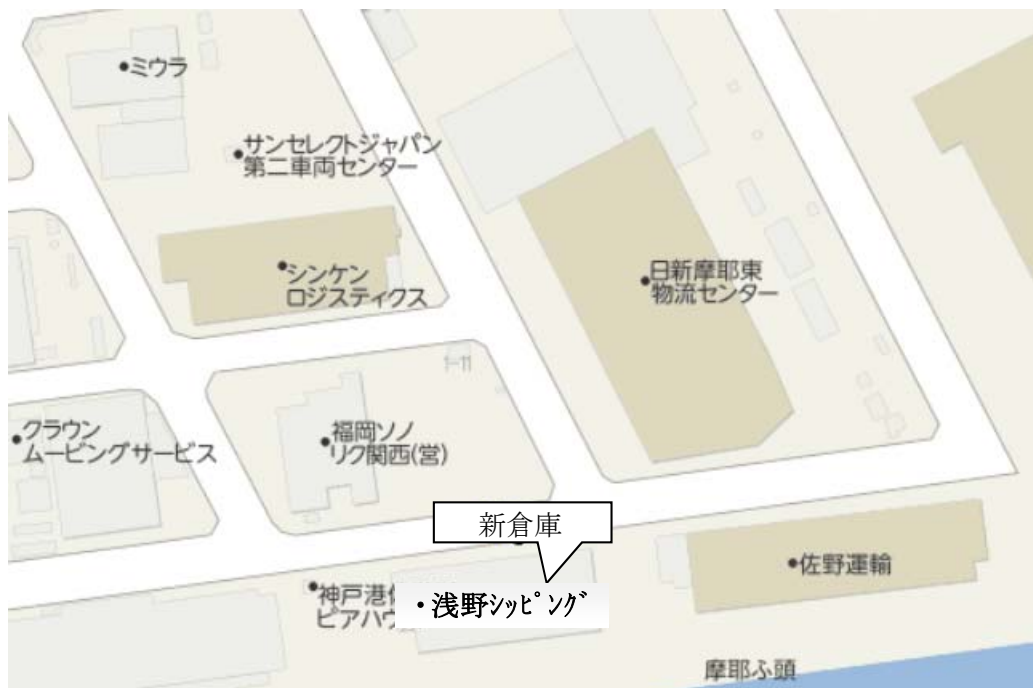 ミウラ
サンセレクトジャパン
第二車両センター
シンケン
ロジスティクス
日新摩耶東
物流センター
1-11
クラウン
ムービングサービス
福岡ソノ
リク関西(営)
新倉庫
佐野運輸
神戸港
ピアハウ
・浅野シッピング
摩耶ふ頭